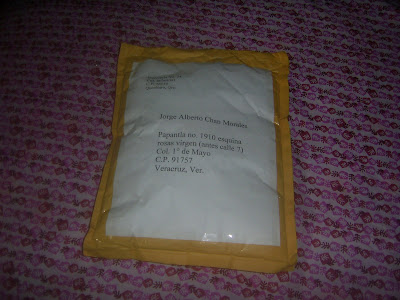 Jorge Alberto Chan Morales
Papantla no. 1910 esquina
rosas virgen (antes calle 7)
Col. 1° de Mayo
C.P. 91757
Veracruz, Ver.